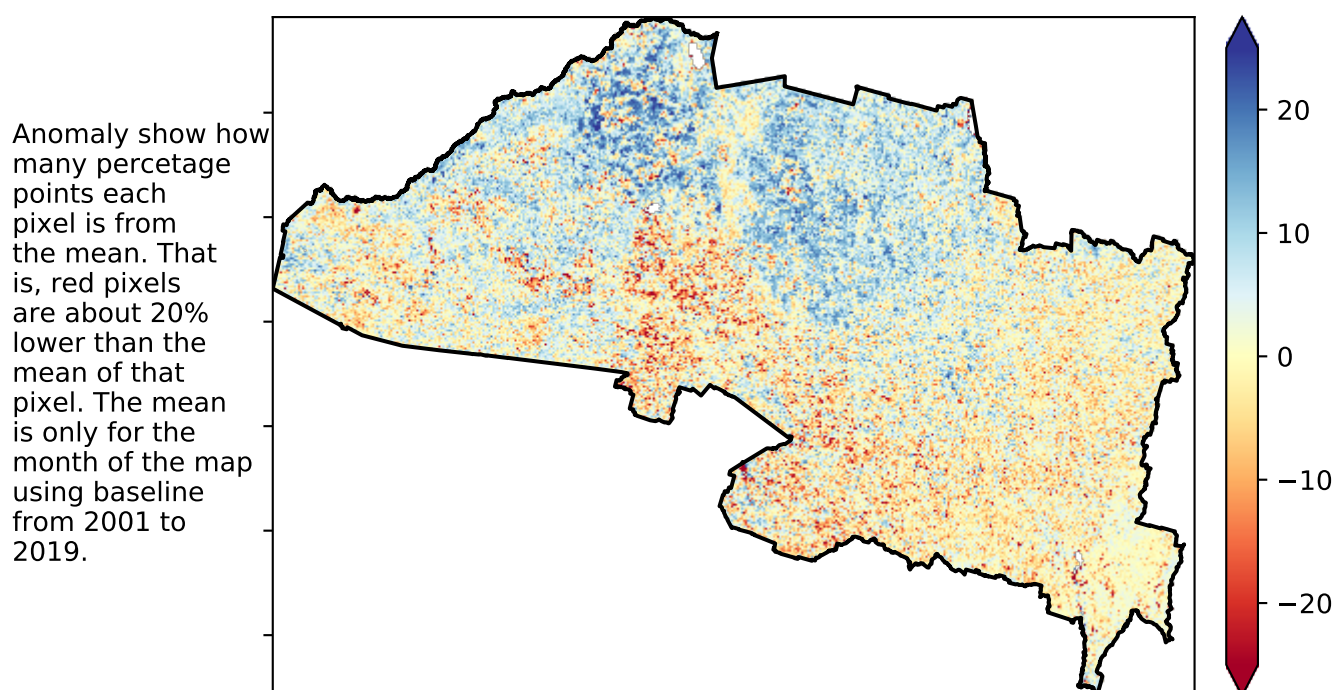 Anomaly show how
many percetage
points each
pixel is from
the mean. That
is, red pixels
are about 20%
lower than the
mean of that
pixel. The mean
is only for the
month of the map
using baseline
from 2001 to
2019.
20
10
0
−10
−20